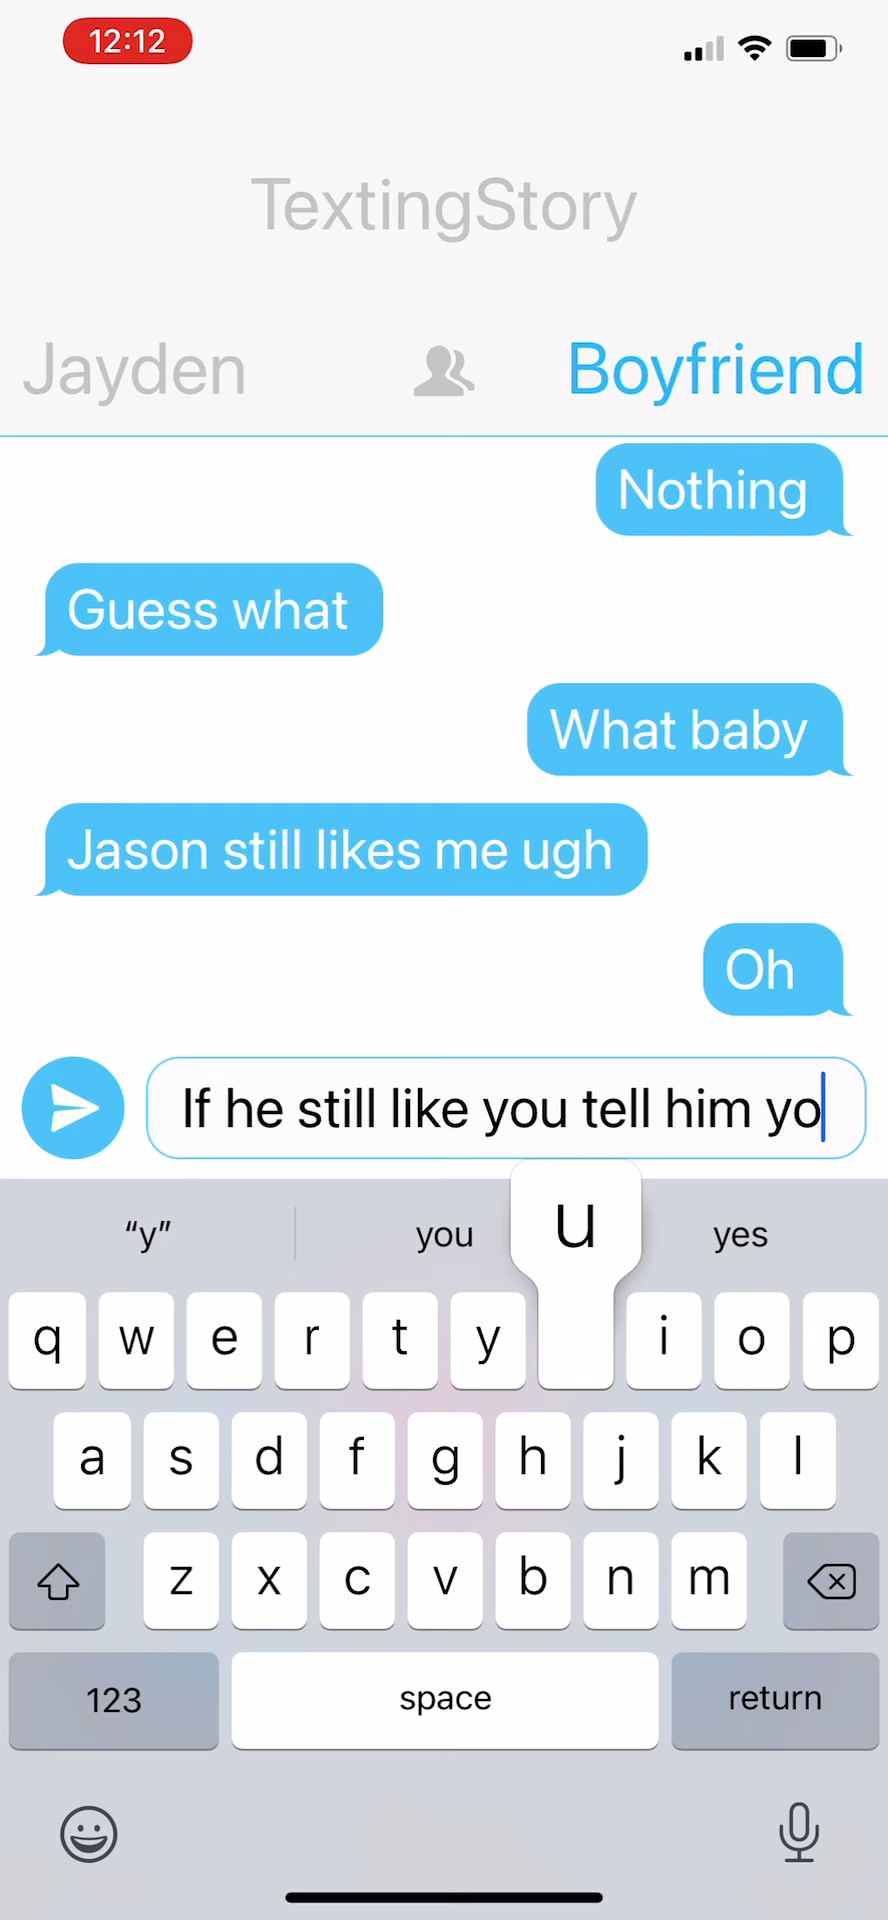 12:12
TextingStory
Jayden Boyfriend
Nothing
Guess what
What baby
Jason still likes me ugh
Oh
If he still like you tell him yo
“y” you yes
u
q w e r t y i o p
a s d f g h j k l
z x c v b n m
123 space return